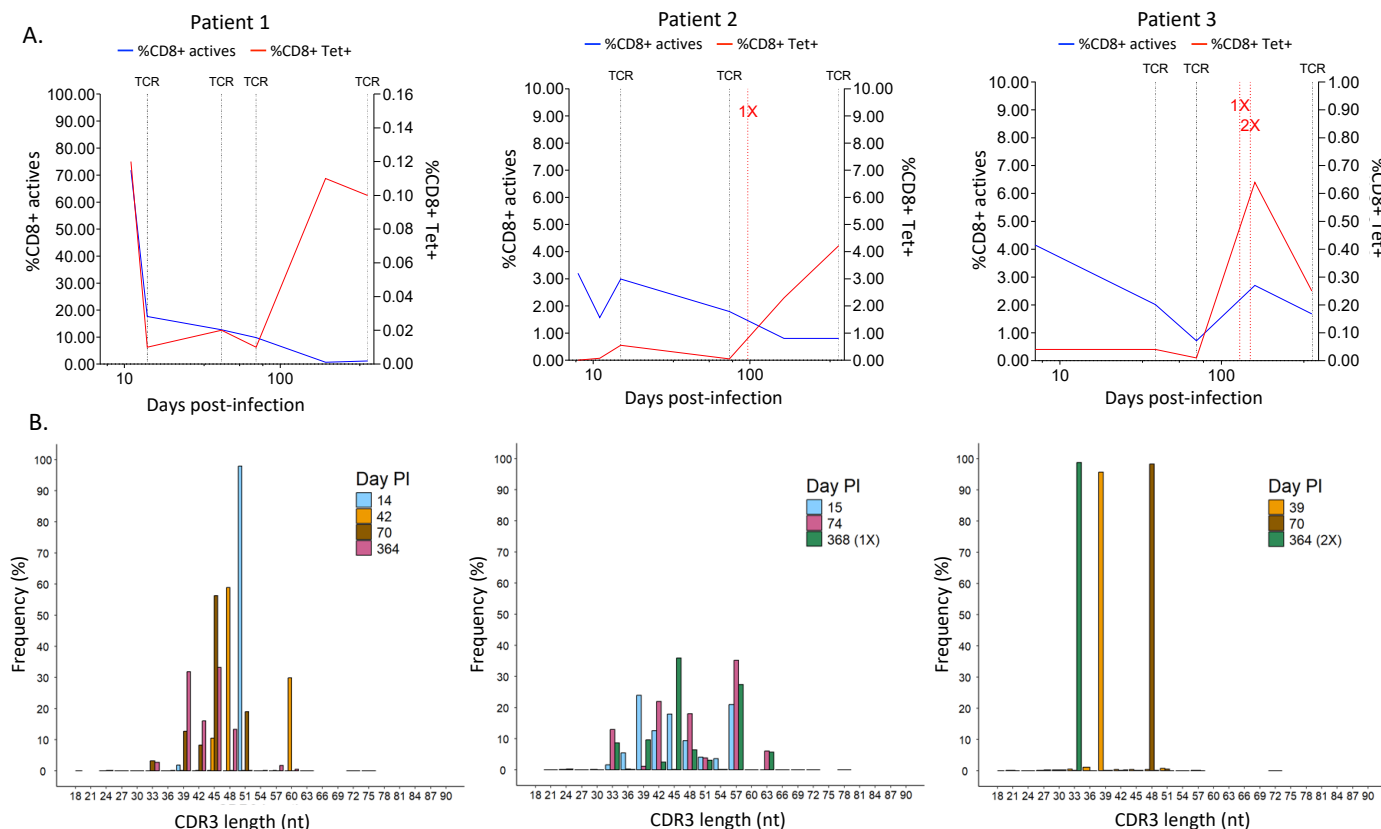 A.
Patient 1
%CD8+ actives %CD8+ Tet+
TCR TCR TCR TCR
100.00
90.00
80.00
70.00
60.00
50.00
40.00
30.00
20.00
10.00
0.00
%CD8+ actives
0.16
0.14
0.12
0.10
0.08
0.06
0.04
0.02
0.00
%CD8+ Tet+
10 100
Days post-infection
Patient 2
%CD8+ actives %CD8+ Tet+
TCR TCR TCR
1X
10.00
9.00
8.00
7.00
6.00
5.00
4.00
3.00
2.00
1.00
0.00
%CD8+ actives
10.00
9.00
8.00
7.00
6.00
5.00
4.00
3.00
2.00
1.00
0.00
%CD8+ Tet+
10 100
Days post-infection
Patient 3
%CD8+ actives %CD8+ Tet+
TCR TCR TCR
1X
2X
10.00
9.00
8.00
7.00
6.00
5.00
4.00
3.00
2.00
1.00
0.00
%CD8+ actives
1.00
0.90
0.80
0.70
0.60
0.50
0.40
0.30
0.20
0.10
0.00
%CD8+ Tet+
10 100
Days post-infection
B.
100
90
80
70
60
50
40
30
20
10
0
Frequency (%)
Day PI
14
42
70
364
18 21 24 27 30 33 36 39 42 45 48 51 54 57 60 63 66 69 72 75 78 81 84 87 90
CDR3 length (nt)
100
90
80
70
60
50
40
30
20
10
0
Frequency (%)
Day PI
15
74
368 (1X)
18 21 24 27 30 33 36 39 42 45 48 51 54 57 60 63 66 69 72 75 78 81 84 87 90
CDR3 length (nt)
100
90
80
70
60
50
40
30
20
10
0
Frequency (%)
Day PI
39
70
364 (2X)
18 21 24 27 30 33 36 39 42 45 48 51 54 57 60 63 66 69 72 75 78 81 84 87 90
CDR3 length (nt)